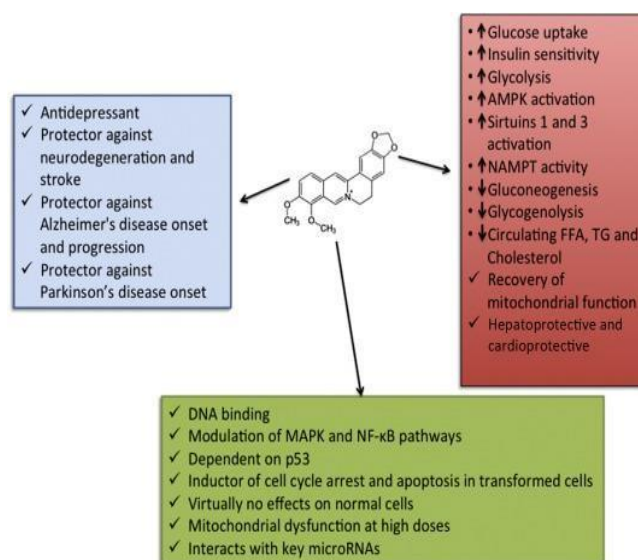 ✓ Antidepressant
✓ Protector against
neurodegeneration and
stroke
✓ Protector against
Alzheimer's disease onset
and progression
✓ Protector against
Parkinson's disease onset
O
O
N+
O
CH3
O
CH3
• ↑Glucose uptake
• ↑Insulin sensitivity
• ↑Glycolysis
• ↑AMPK activation
• ↑Sirtuins 1 and 3
activation
• ↑NAMPT activity
• ↓Gluconeogenesis
• ↓Glycogenolysis
• ↓Circulating FFA, TG and
Cholesterol
✓ Recovery of
mitochondrial function
✓ Hepatoprotective and
cardioprotective
✓ DNA binding
✓ Modulation of MAPK and NF-κB pathways
✓ Dependent on p53
✓ Inductor of cell cycle arrest and apoptosis in transformed cells
✓ Virtually no effects on normal cells
✓ Mitochondrial dysfunction at high doses
✓ Interacts with key microRNAs